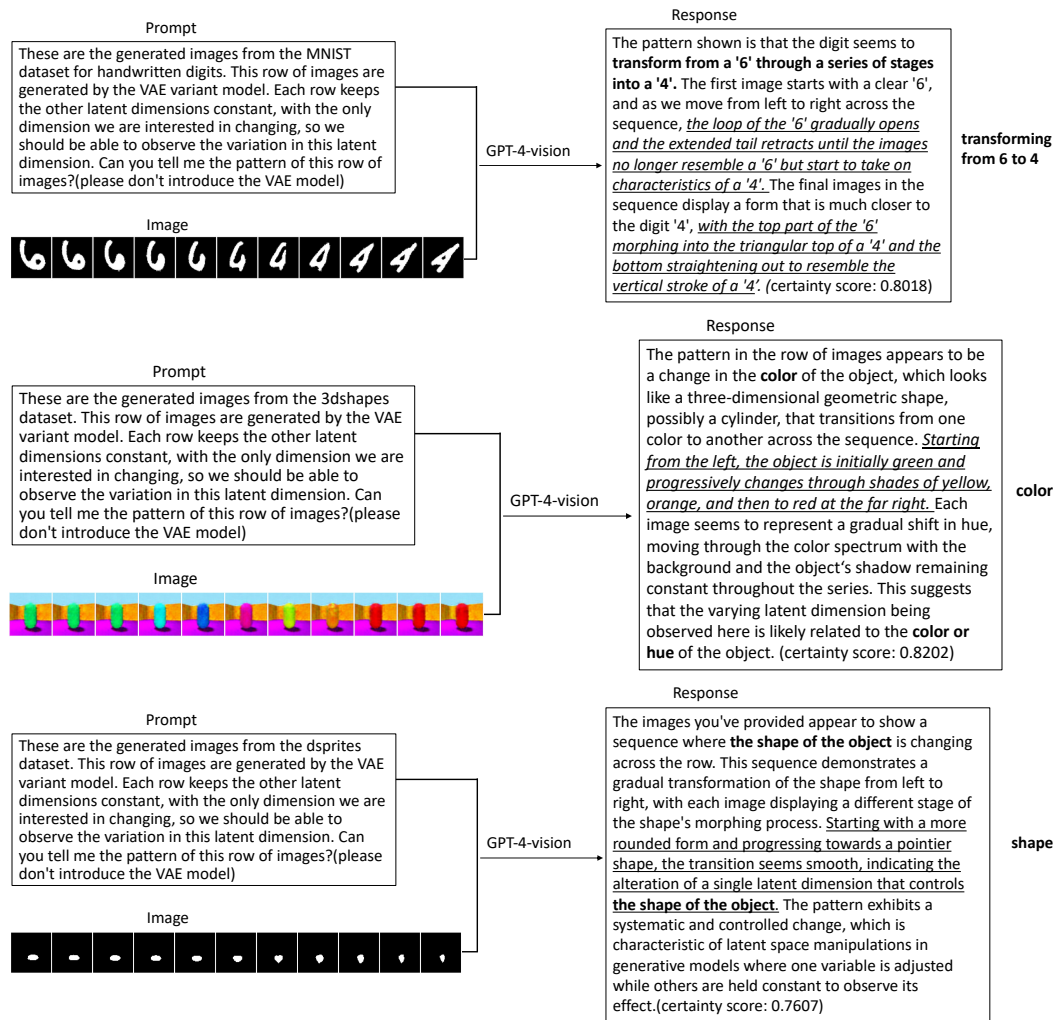 Prompt
These are the generated images from the MNIST
dataset for handwritten digits. This row of images are
generated by the VAE variant model. Each row keeps
the other latent dimensions constant, with the only
dimension we are interested in changing, so we
should be able to observe the variation in this latent
dimension. Can you tell me the pattern of this row of
images?(please don't introduce the VAE model)
Image
GPT-4-vision
Response
The pattern shown is that the digit seems to
transform from a '6' through a series of stages
into a '4'. The first image starts with a clear '6',
and as we move from left to right across the
sequence, the loop of the '6' gradually opens
and the extended tail retracts until the images
no longer resemble a '6' but start to take on
characteristics of a '4'. The final images in the
sequence display a form that is much closer to
the digit '4', with the top part of the '6'
morphing into the triangular top of a '4' and the
bottom straightening out to resemble the
vertical stroke of a '4’. (certainty score: 0.8018)
transforming
from 6 to 4
Prompt
These are the generated images from the 3dshapes
dataset. This row of images are generated by the VAE
variant model. Each row keeps the other latent
dimensions constant, with the only dimension we are
interested in changing, so we should be able to
observe the variation in this latent dimension. Can
you tell me the pattern of this row of images?(please
don't introduce the VAE model)
Image
GPT-4-vision
Response
The pattern in the row of images appears to be
a change in the color of the object, which looks
like a three-dimensional geometric shape,
possibly a cylinder, that transitions from one
color to another across the sequence. Starting
from the left, the object is initially green and
progressively changes through shades of yellow,
orange, and then to red at the far right. Each
image seems to represent a gradual shift in hue,
moving through the color spectrum with the
background and the object‘s shadow remaining
constant throughout the series. This suggests
that the varying latent dimension being
observed here is likely related to the color or
hue of the object. (certainty score: 0.8202)
color
Prompt
These are the generated images from the dsprites
dataset. This row of images are generated by the VAE
variant model. Each row keeps the other latent
dimensions constant, with the only dimension we are
interested in changing, so we should be able to
observe the variation in this latent dimension. Can
you tell me the pattern of this row of images?(please
don't introduce the VAE model)
Image
GPT-4-vision
Response
The images you've provided appear to show a
sequence where the shape of the object is changing
across the row. This sequence demonstrates a
gradual transformation of the shape from left to
right, with each image displaying a different stage of
the shape's morphing process. Starting with a more
rounded form and progressing towards a pointier
shape, the transition seems smooth, indicating the
alteration of a single latent dimension that controls
the shape of the object. The pattern exhibits a
systematic and controlled change, which is
characteristic of latent space manipulations in
generative models where one variable is adjusted
while others are held constant to observe its
effect.(certainty score: 0.7607)
shape